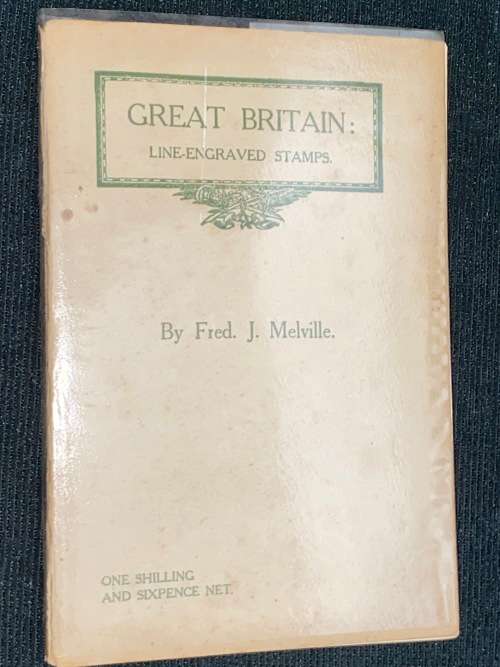 GREAT BRITAIN:
LINE-ENGRAVED STAMPS.
By Fred. J. Melville.
ONE SHILLING
AND SIXPENCE NET.